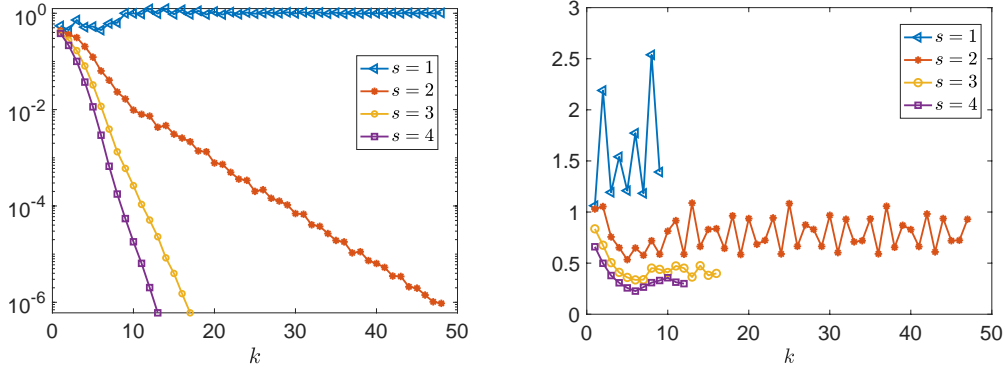 10^0
10^-2
10^-4
10^-6
0 10 20 30 40 50
k
s = 1
s = 2
s = 3
s = 4
3
2.5
2
1.5
1
0.5
0
0 10 20 30 40 50
k
s = 1
s = 2
s = 3
s = 4